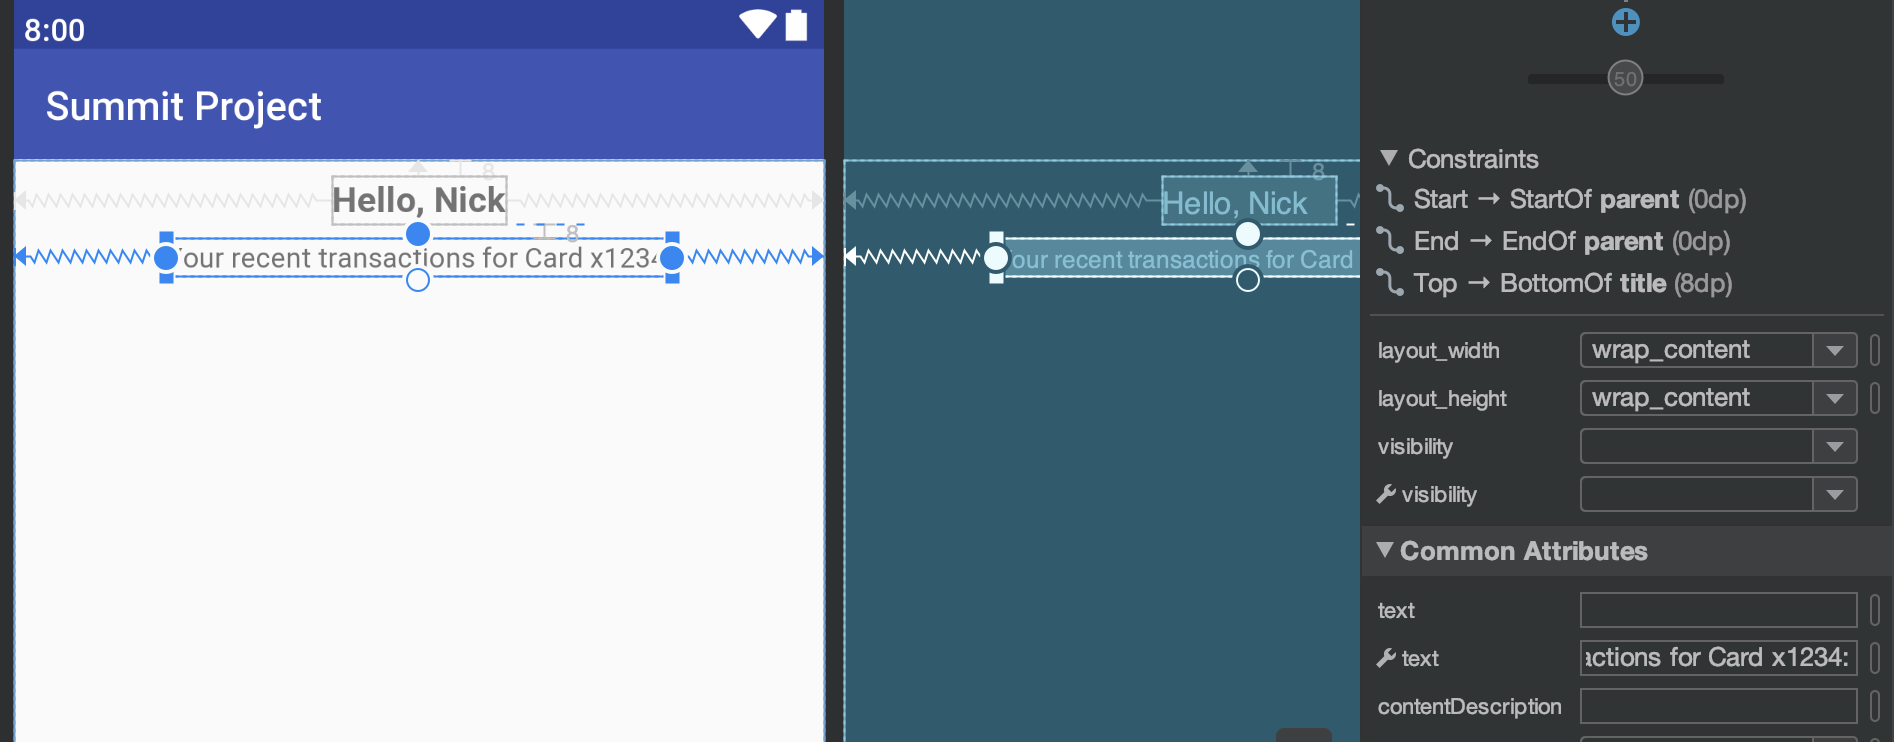 8:00
Summit Project
8
Hello, Nick
8
our recent transactions for Card x1234
8
Hello, Nick
our recent transactions for Card
50
Constraints
Start → StartOf parent (0dp)
End → EndOf parent (0dp)
Top → BottomOf title (8dp)
layout_width wrap_content
layout_height wrap_content
visibility
visibility
Common Attributes
text
text actions for Card x1234:
contentDescription